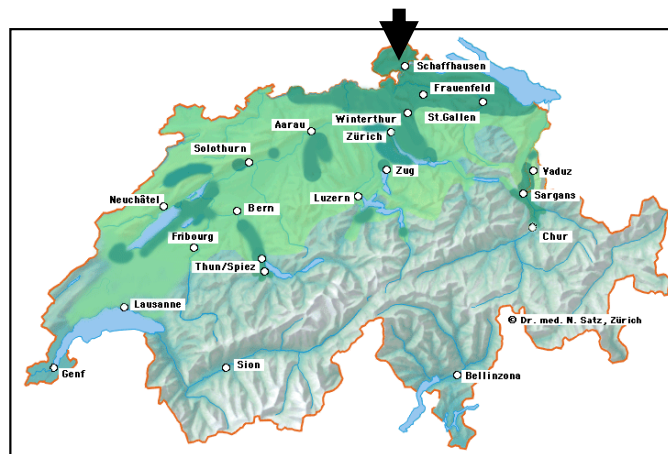 Schaffhausen
Frauenfeld
Winterthur
St.Gallen
Aarau
Zürich
Solothurn
Zug
Vaduz
Sargans
Neuchâtel
Luzern
Bern
Chur
Fribourg
Thun/Spiez
Lausanne
© Dr. med. N. Satz, Zürich
Sion
Genf
Bellinzona